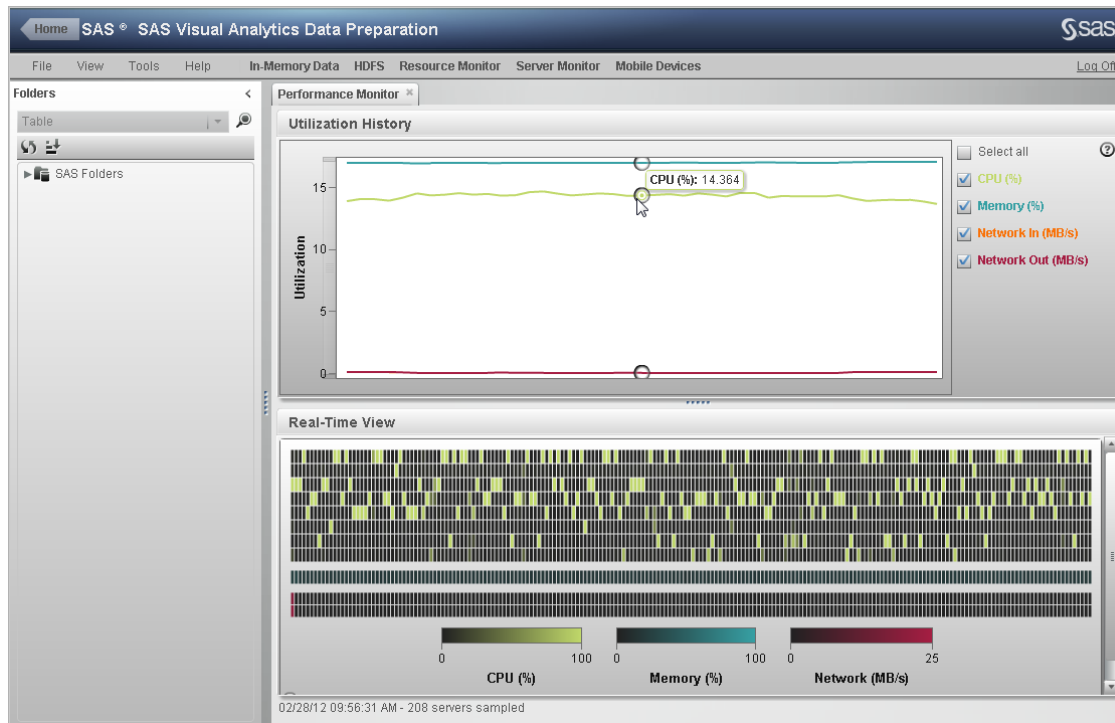 Home SAS ® SAS Visual Analytics Data Preparation
sas
File View Tools Help In-Memory Data HDFS Resource Monitor Server Monitor Mobile Devices
Log Off
Folders
Table
SAS Folders
Performance Monitor
Utilization History
Utilization
15
10
5
0
CPU (%): 14.364
Select all
CPU (%)
Memory (%)
Network In (MB/s)
Network Out (MB/s)
Real-Time View
0 100 0 100 0 25
CPU (%) Memory (%) Network (MB/s)
02/28/12 09:56:31 AM - 208 servers sampled